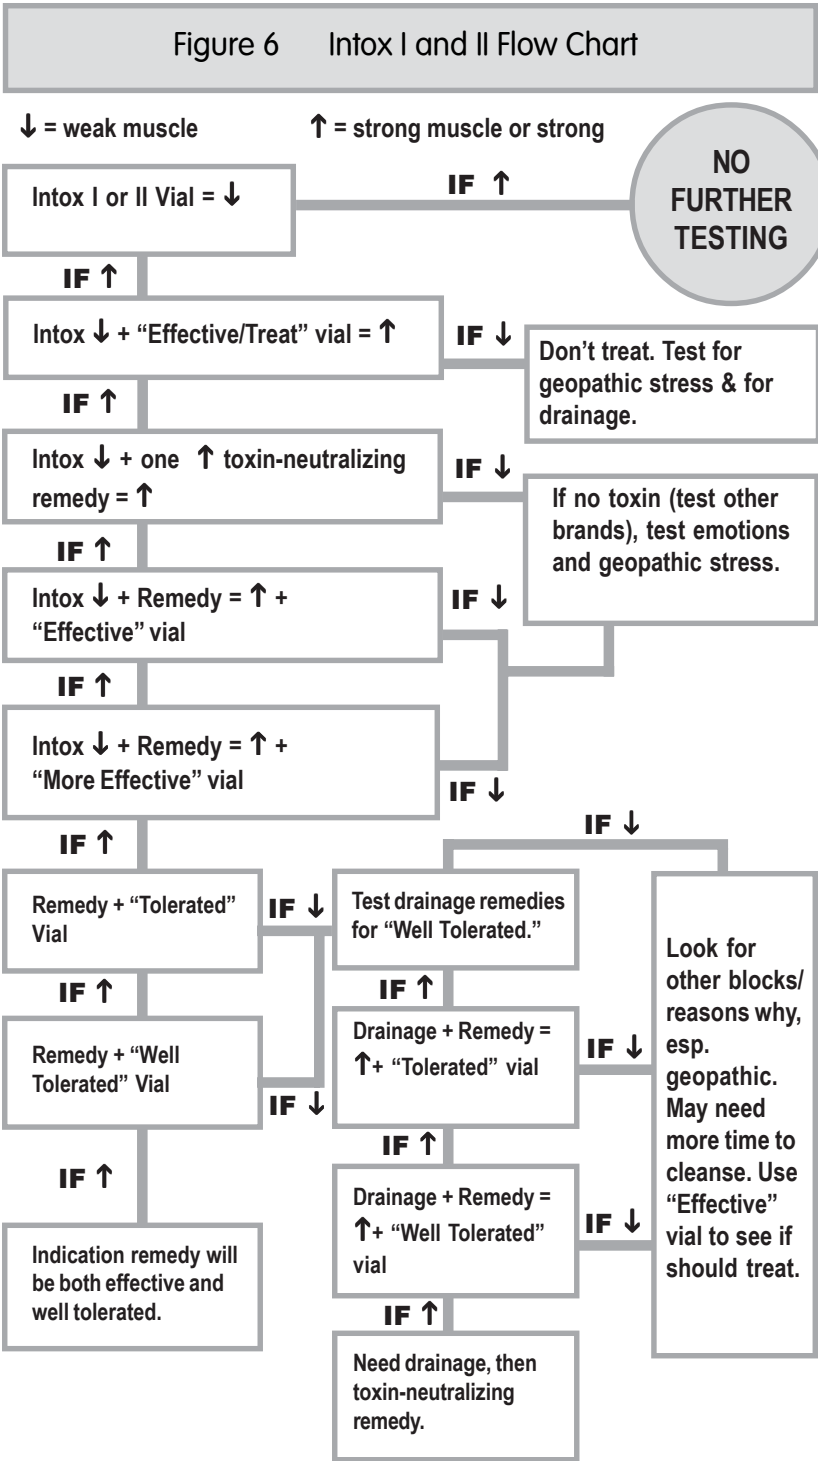 Figure 6 Intox I and II Flow Chart
↓ = weak muscle ↑ = strong muscle or strong
Intox I or II Vial = ↓
IF ↑
NO
FURTHER
TESTING
IF ↑
Intox ↓ + “Effective/Treat” vial = ↑
IF ↓
Don’t treat. Test for
geopathic stress & for
drainage.
IF ↑
Intox ↓ + one ↑ toxin-neutralizing
remedy = ↑
IF ↓
If no toxin (test other
brands), test emotions
and geopathic stress.
IF ↑
Intox ↓ + Remedy = ↑ +
“Effective” vial
IF ↓
IF ↑
Intox ↓ + Remedy = ↑ +
“More Effective” vial
IF ↓
IF ↑
Remedy + “Tolerated”
Vial
IF ↓
IF ↑
Remedy + “Well
Tolerated” Vial
IF ↓
IF ↑
Indication remedy will
be both effective and
well tolerated.
Test drainage remedies
for “Well Tolerated.”
IF ↓
IF ↑
Drainage + Remedy =
↑+ “Tolerated” vial
IF ↓
IF ↑
Drainage + Remedy =
↑+ “Well Tolerated”
vial
IF ↓
IF ↑
Need drainage, then
toxin-neutralizing
remedy.
Look for
other blocks/
reasons why,
esp.
geopathic.
May need
more time to
cleanse. Use
“Effective”
vial to see if
should treat.